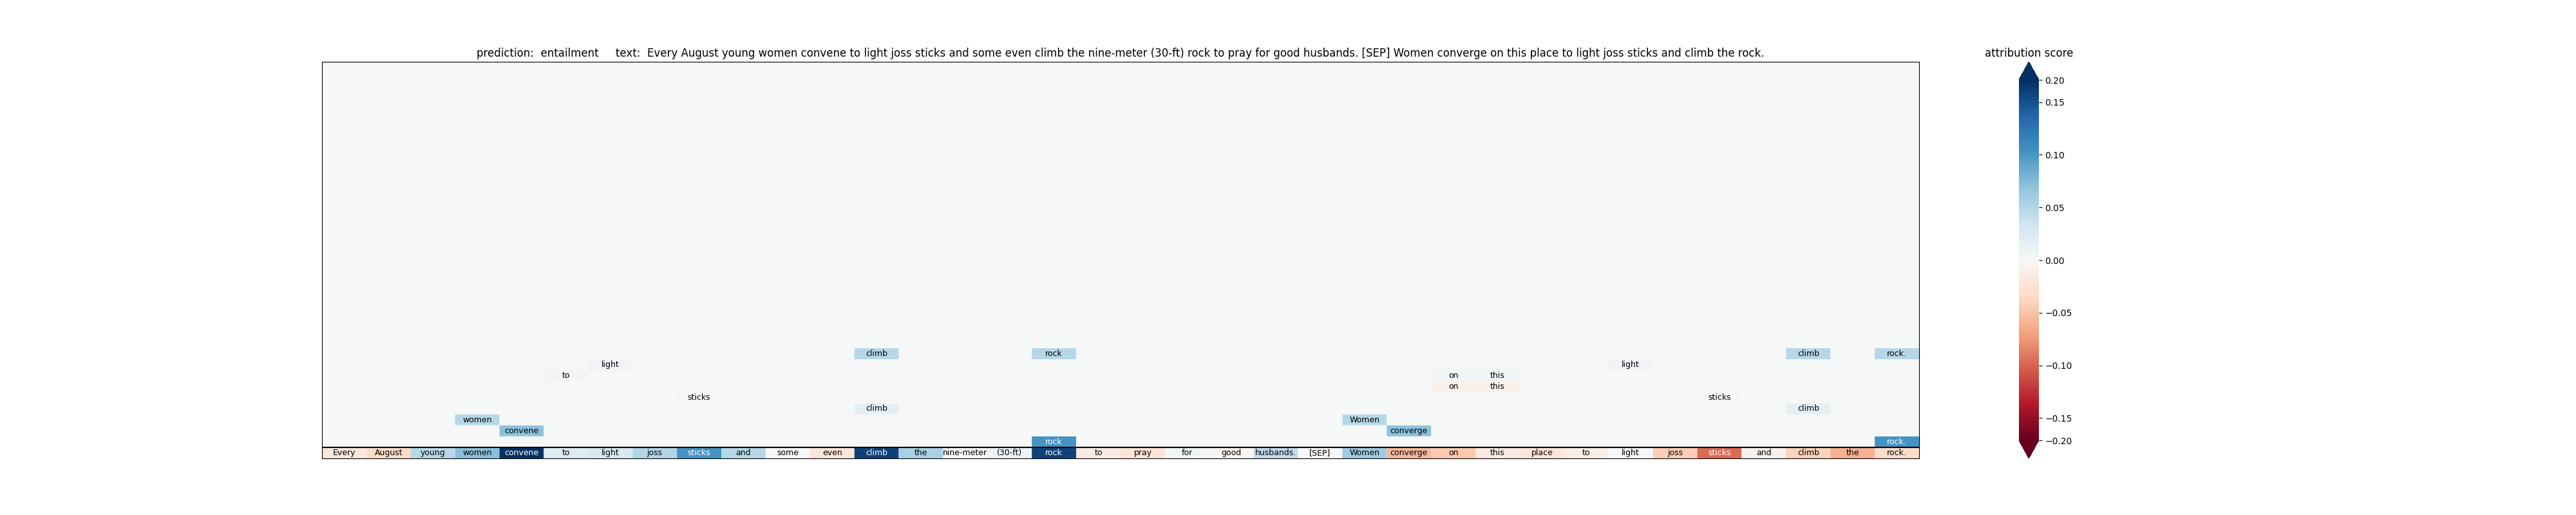 prediction: entailment text: Every August young women convene to light joss sticks and some even climb the nine-meter (30-ft) rock to pray for good husbands. [SEP] Women converge on this place to light joss sticks and climb the rock.
attribution score
0.20
0.15
0.10
0.05
0.00
−0.05
−0.10
−0.15
−0.20
climb rock climb rock.
light light
to on this
on this
sticks sticks
climb climb
women Women
convene converge
rock rock.
Every August young women convene to light joss sticks and some even climb the nine-meter (30-ft) rock to pray for good husbands. [SEP] Women converge on this place to light joss sticks and climb the rock.